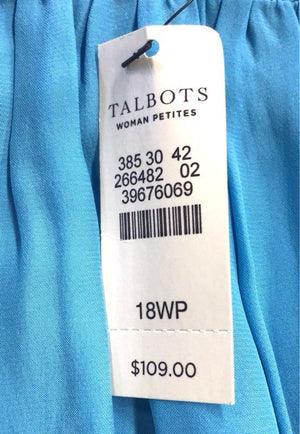 TALBOTS
WOMAN PETITES
385 30 42
266482 02
39676069
18WP
$109.00